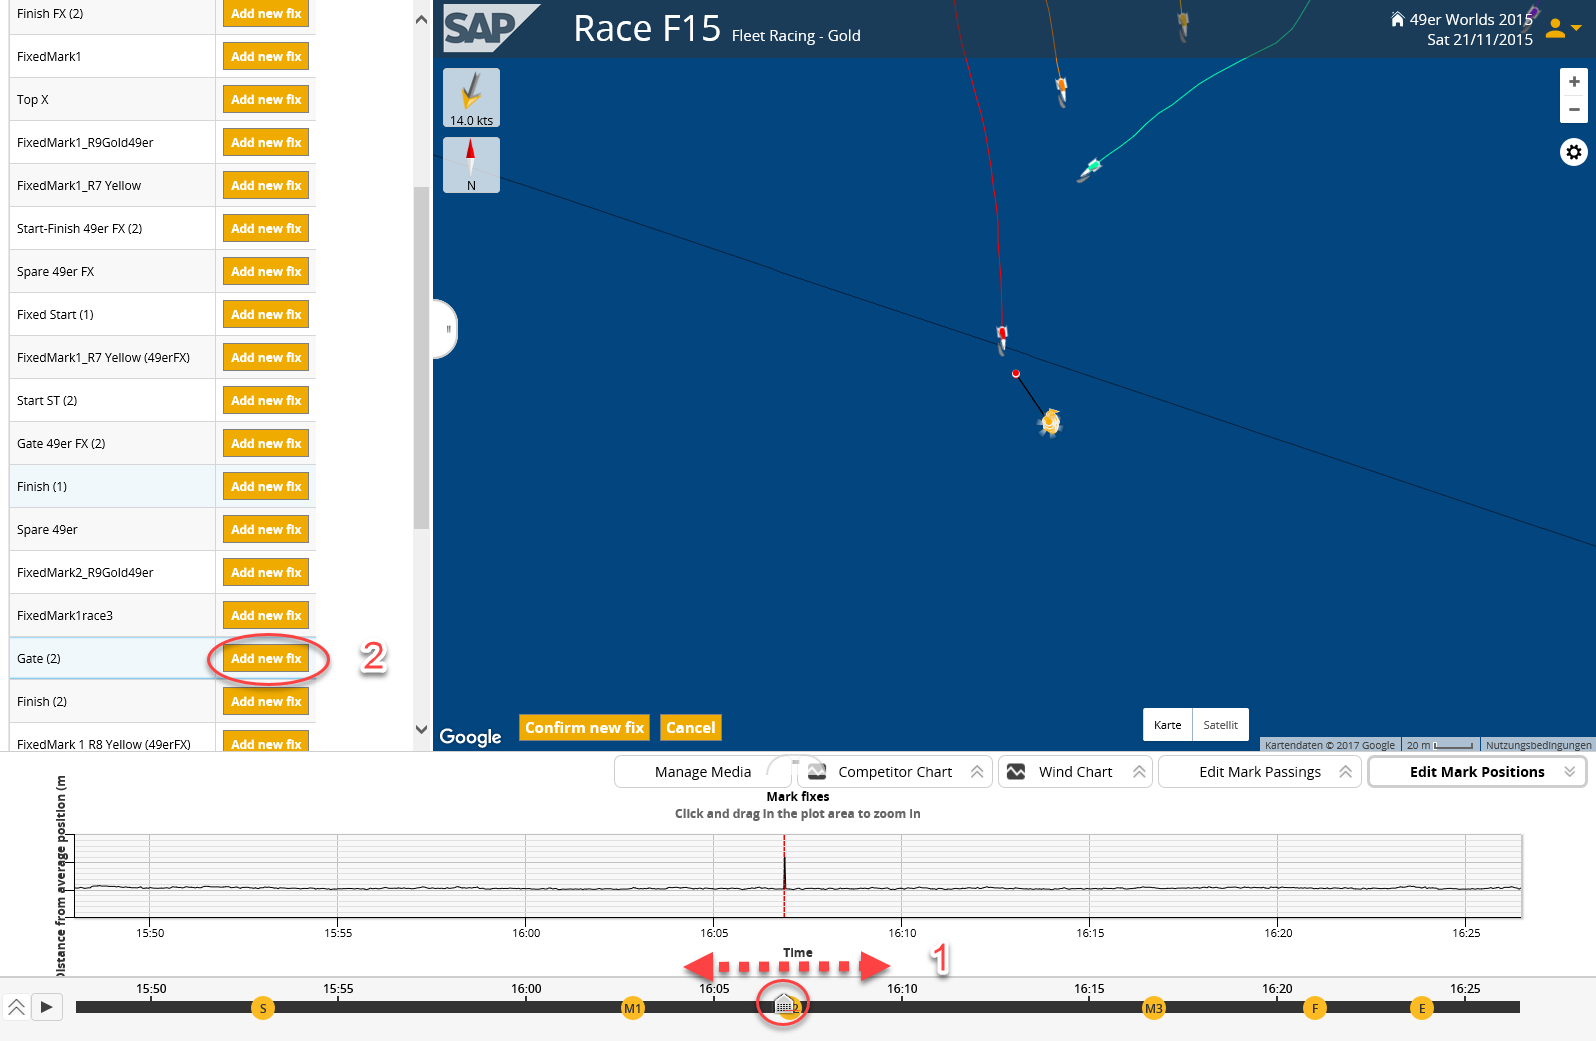 Finish FX (2) Add new fix
FixedMark1 Add new fix
Top X Add new fix
FixedMark1_R9Gold49er Add new fix
FixedMark1_R7 Yellow Add new fix
Start-Finish 49er FX (2) Add new fix
Spare 49er FX Add new fix
Fixed Start (1) Add new fix
FixedMark1_R7 Yellow (49erFX) Add new fix
Start ST (2) Add new fix
Gate 49er FX (2) Add new fix
Finish (1) Add new fix
Spare 49er Add new fix
FixedMark2_R9Gold49er Add new fix
FixedMark1race3 Add new fix
Gate (2) Add new fix
2
Finish (2) Add new fix
FixedMark 1 R8 Yellow (49erFX) Add new fix
SAP
Race F15 Fleet Racing - Gold
49er Worlds 2015
Sat 21/11/2015
14.0 kts
N
+
−
Google
Confirm new fix
Cancel
Karte
Satellit
Kartendaten © 2017 Google
20 m
Nutzungsbedingungen
Manage Media
Competitor Chart
Wind Chart
Edit Mark Passings
Edit Mark Positions
Mark fixes
Click and drag in the plot area to zoom in
Distance from average position (m
15:50 15:55 16:00 16:05 16:10 16:15 16:20 16:25
Time
1
15:50 15:55 16:00 16:05 16:10 16:15 16:20 16:25
S M1 2 M3 F E